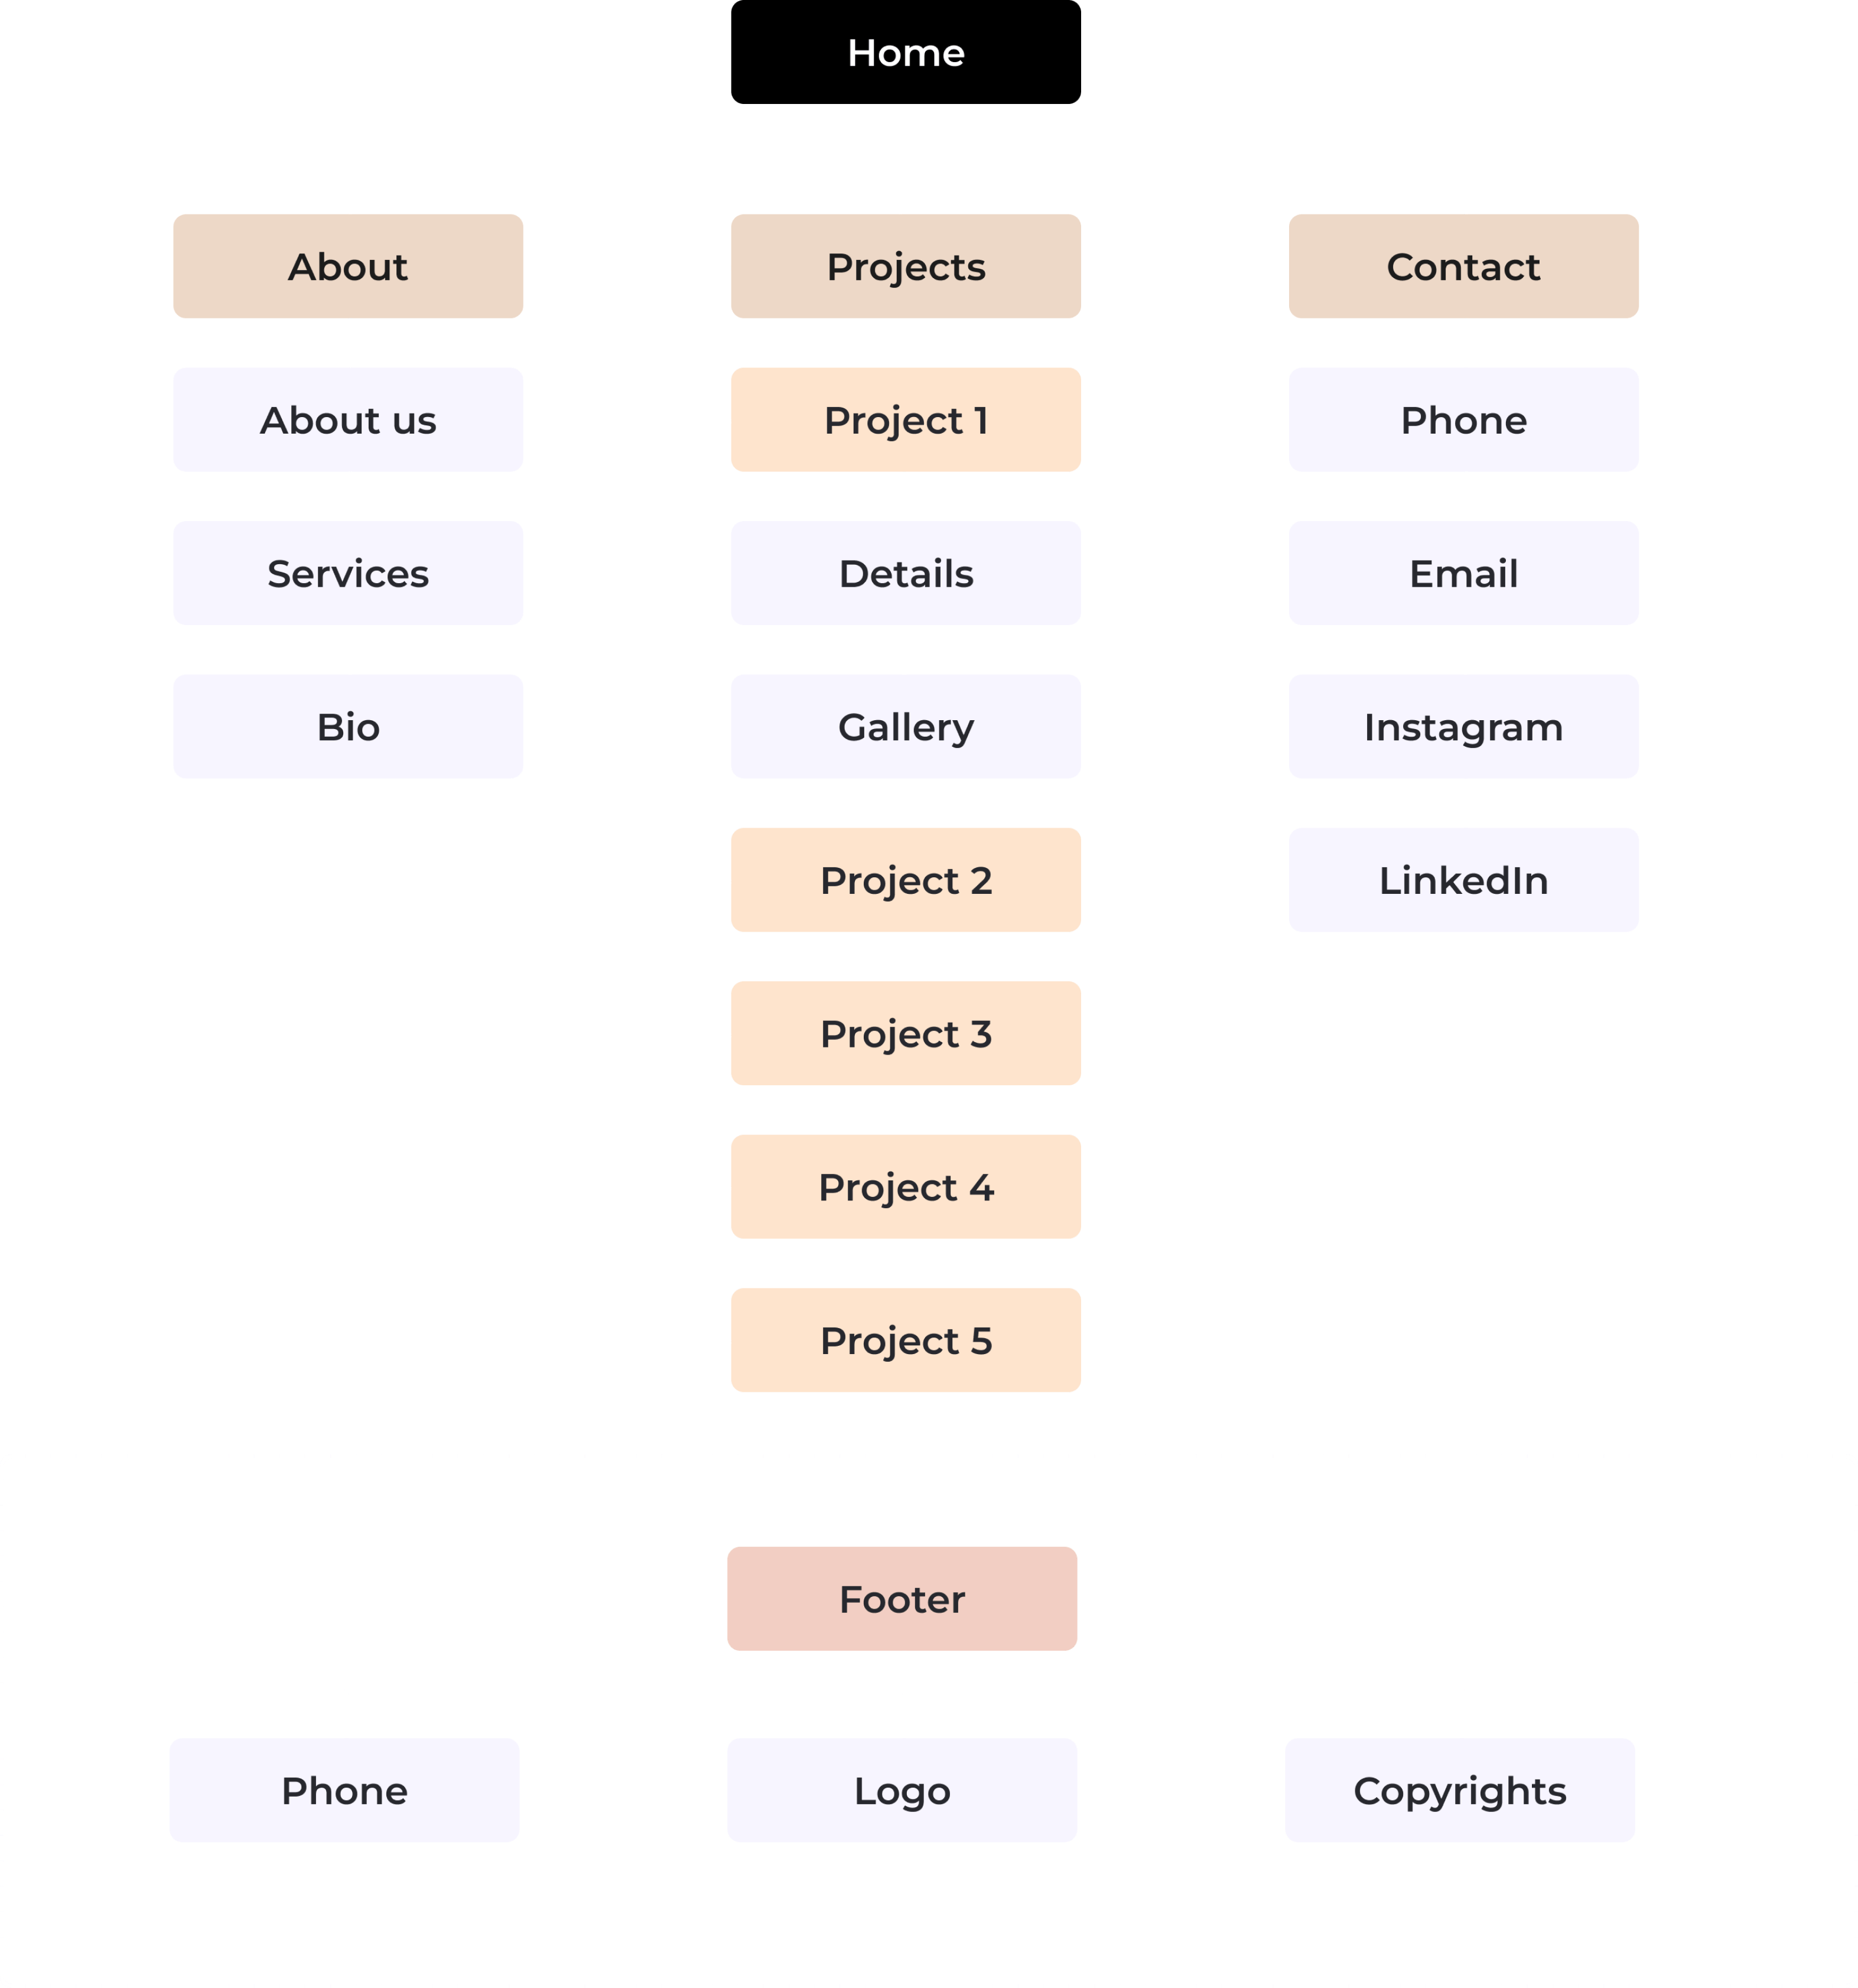 Home
About
Projects
Contact
About us
Project 1
Phone
Services
Details
Email
Bio
Gallery
Instagram
Project 2
LinkedIn
Project 3
Project 4
Project 5
Footer
Phone
Logo
Copyrights